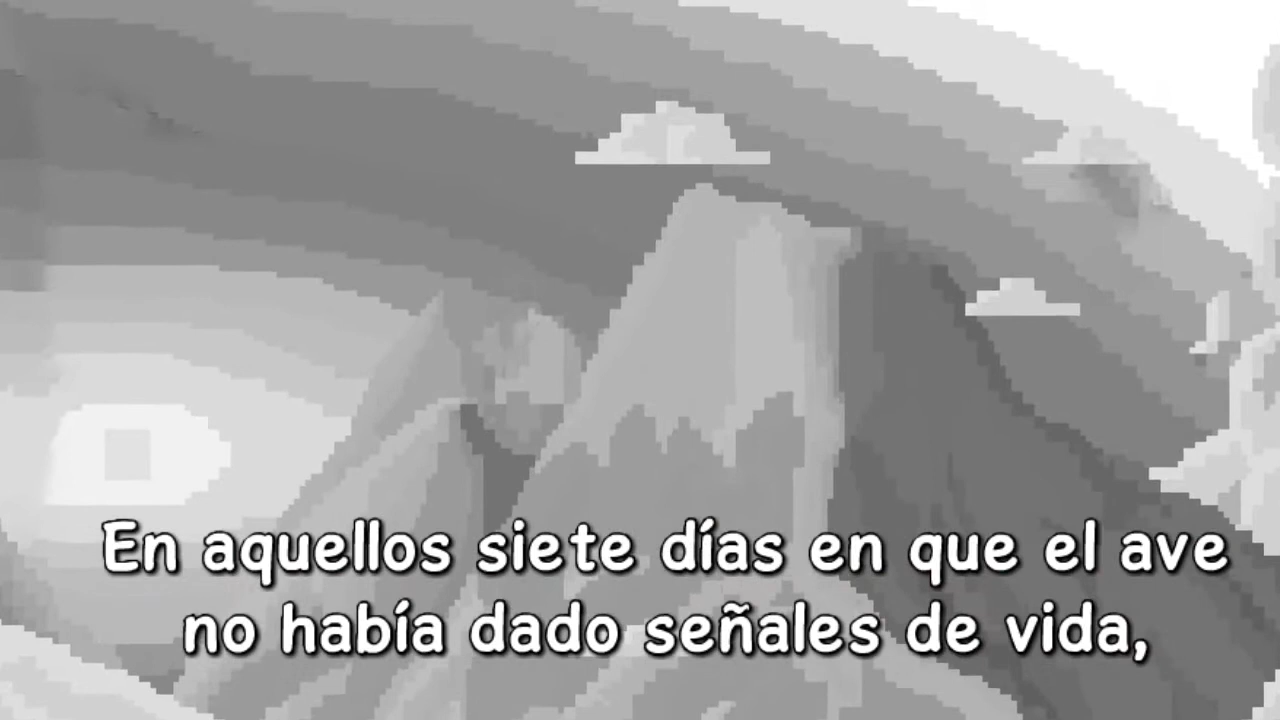 En aquellos siete días en que el ave
no había dado señales de vida,